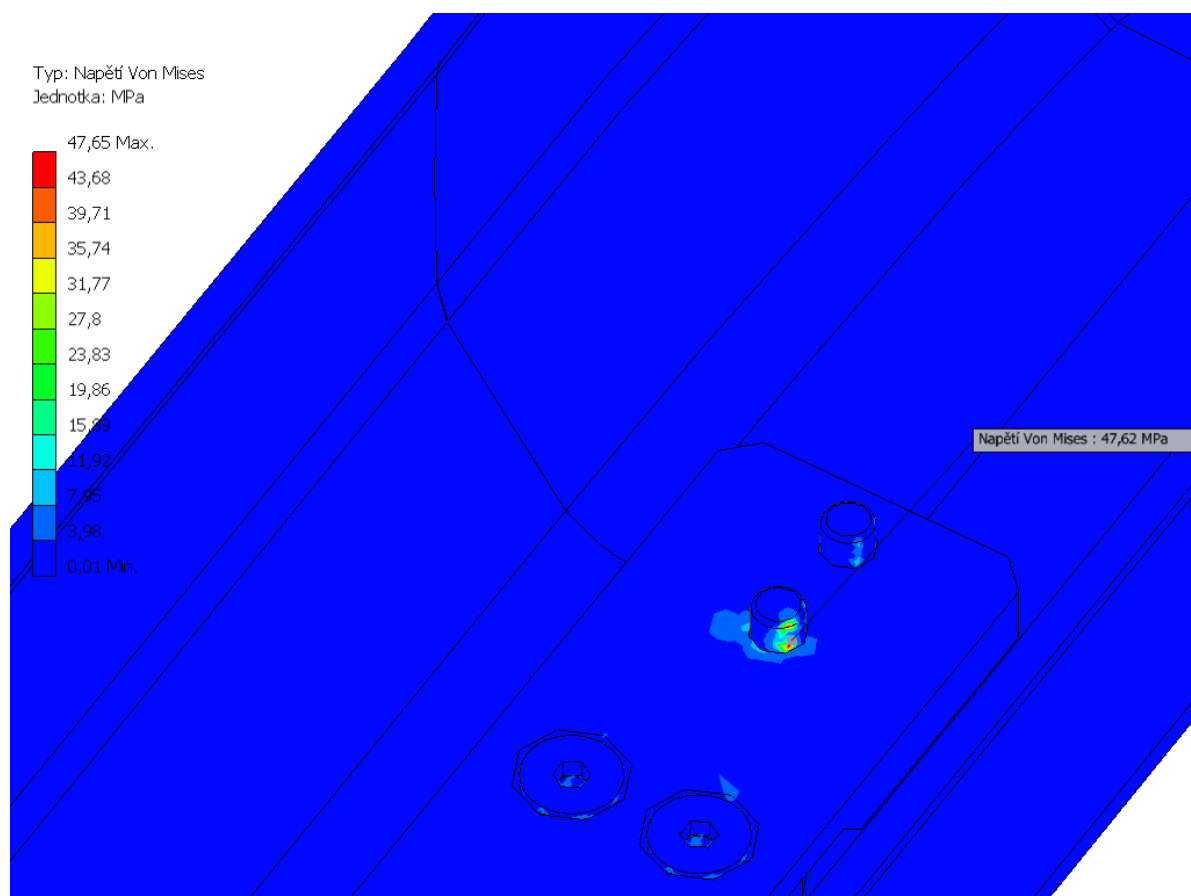 Typ: Napětí Von Mises
Jednotka: MPa
47,65 Max.
43,68
39,71
35,74
31,77
27,8
23,83
19,86
15,89
11,92
7,95
3,98
0,01 Min.
Napětí Von Mises : 47,62 MPa